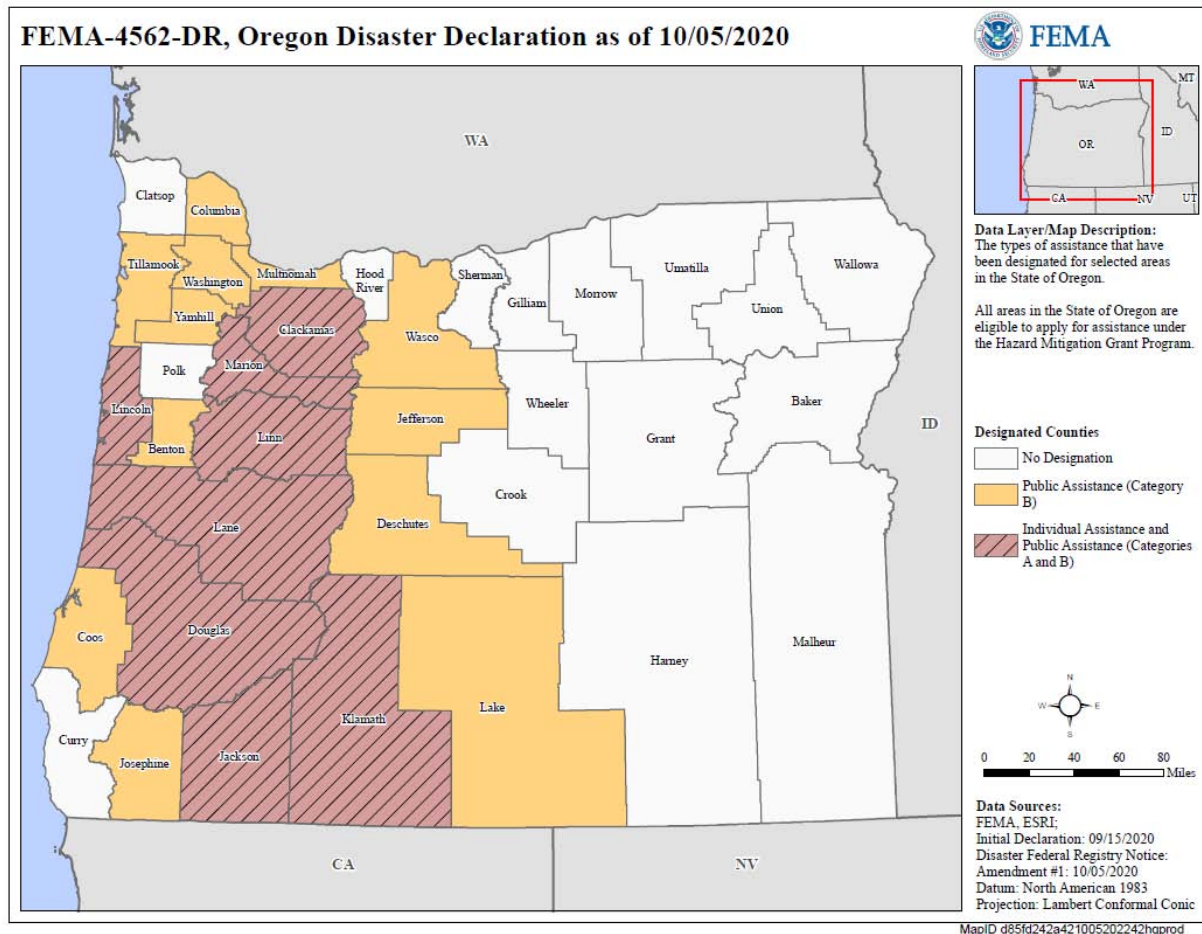 FEMA-4562-DR, Oregon Disaster Declaration as of 10/05/2020
FEMA
WA
MT
OR
ID
CA
NV
UT
WA
Clatsop
Columbia
Tillamook
Washington
Multnomah
Hood
River
Sherman
Gilliam
Morrow
Umatilla
Union
Wallowa
Yamhill
Clackamas
Wasco
Polk
Marion
Lincoln
Benton
Linn
Jefferson
Wheeler
Grant
Baker
ID
Crook
Lane
Deschutes
Coos
Douglas
Harney
Malheur
Curry
Josephine
Jackson
Klamath
Lake
CA
NV
Data Layer/Map Description:
The types of assistance that have
been designated for selected areas
in the State of Oregon.
All areas in the State of Oregon are
eligible to apply for assistance under
the Hazard Mitigation Grant Program.
Designated Counties
No Designation
Public Assistance (Category
B)
Individual Assistance and
Public Assistance (Categories
A and B)
N
W
E
S
0 20 40 60 80
Miles
Data Sources:
FEMA, ESRI;
Initial Declaration: 09/15/2020
Disaster Federal Registry Notice:
Amendment #1: 10/05/2020
Datum: North American 1983
Projection: Lambert Conformal Conic
MapID d85fd242a421005202242hqprod